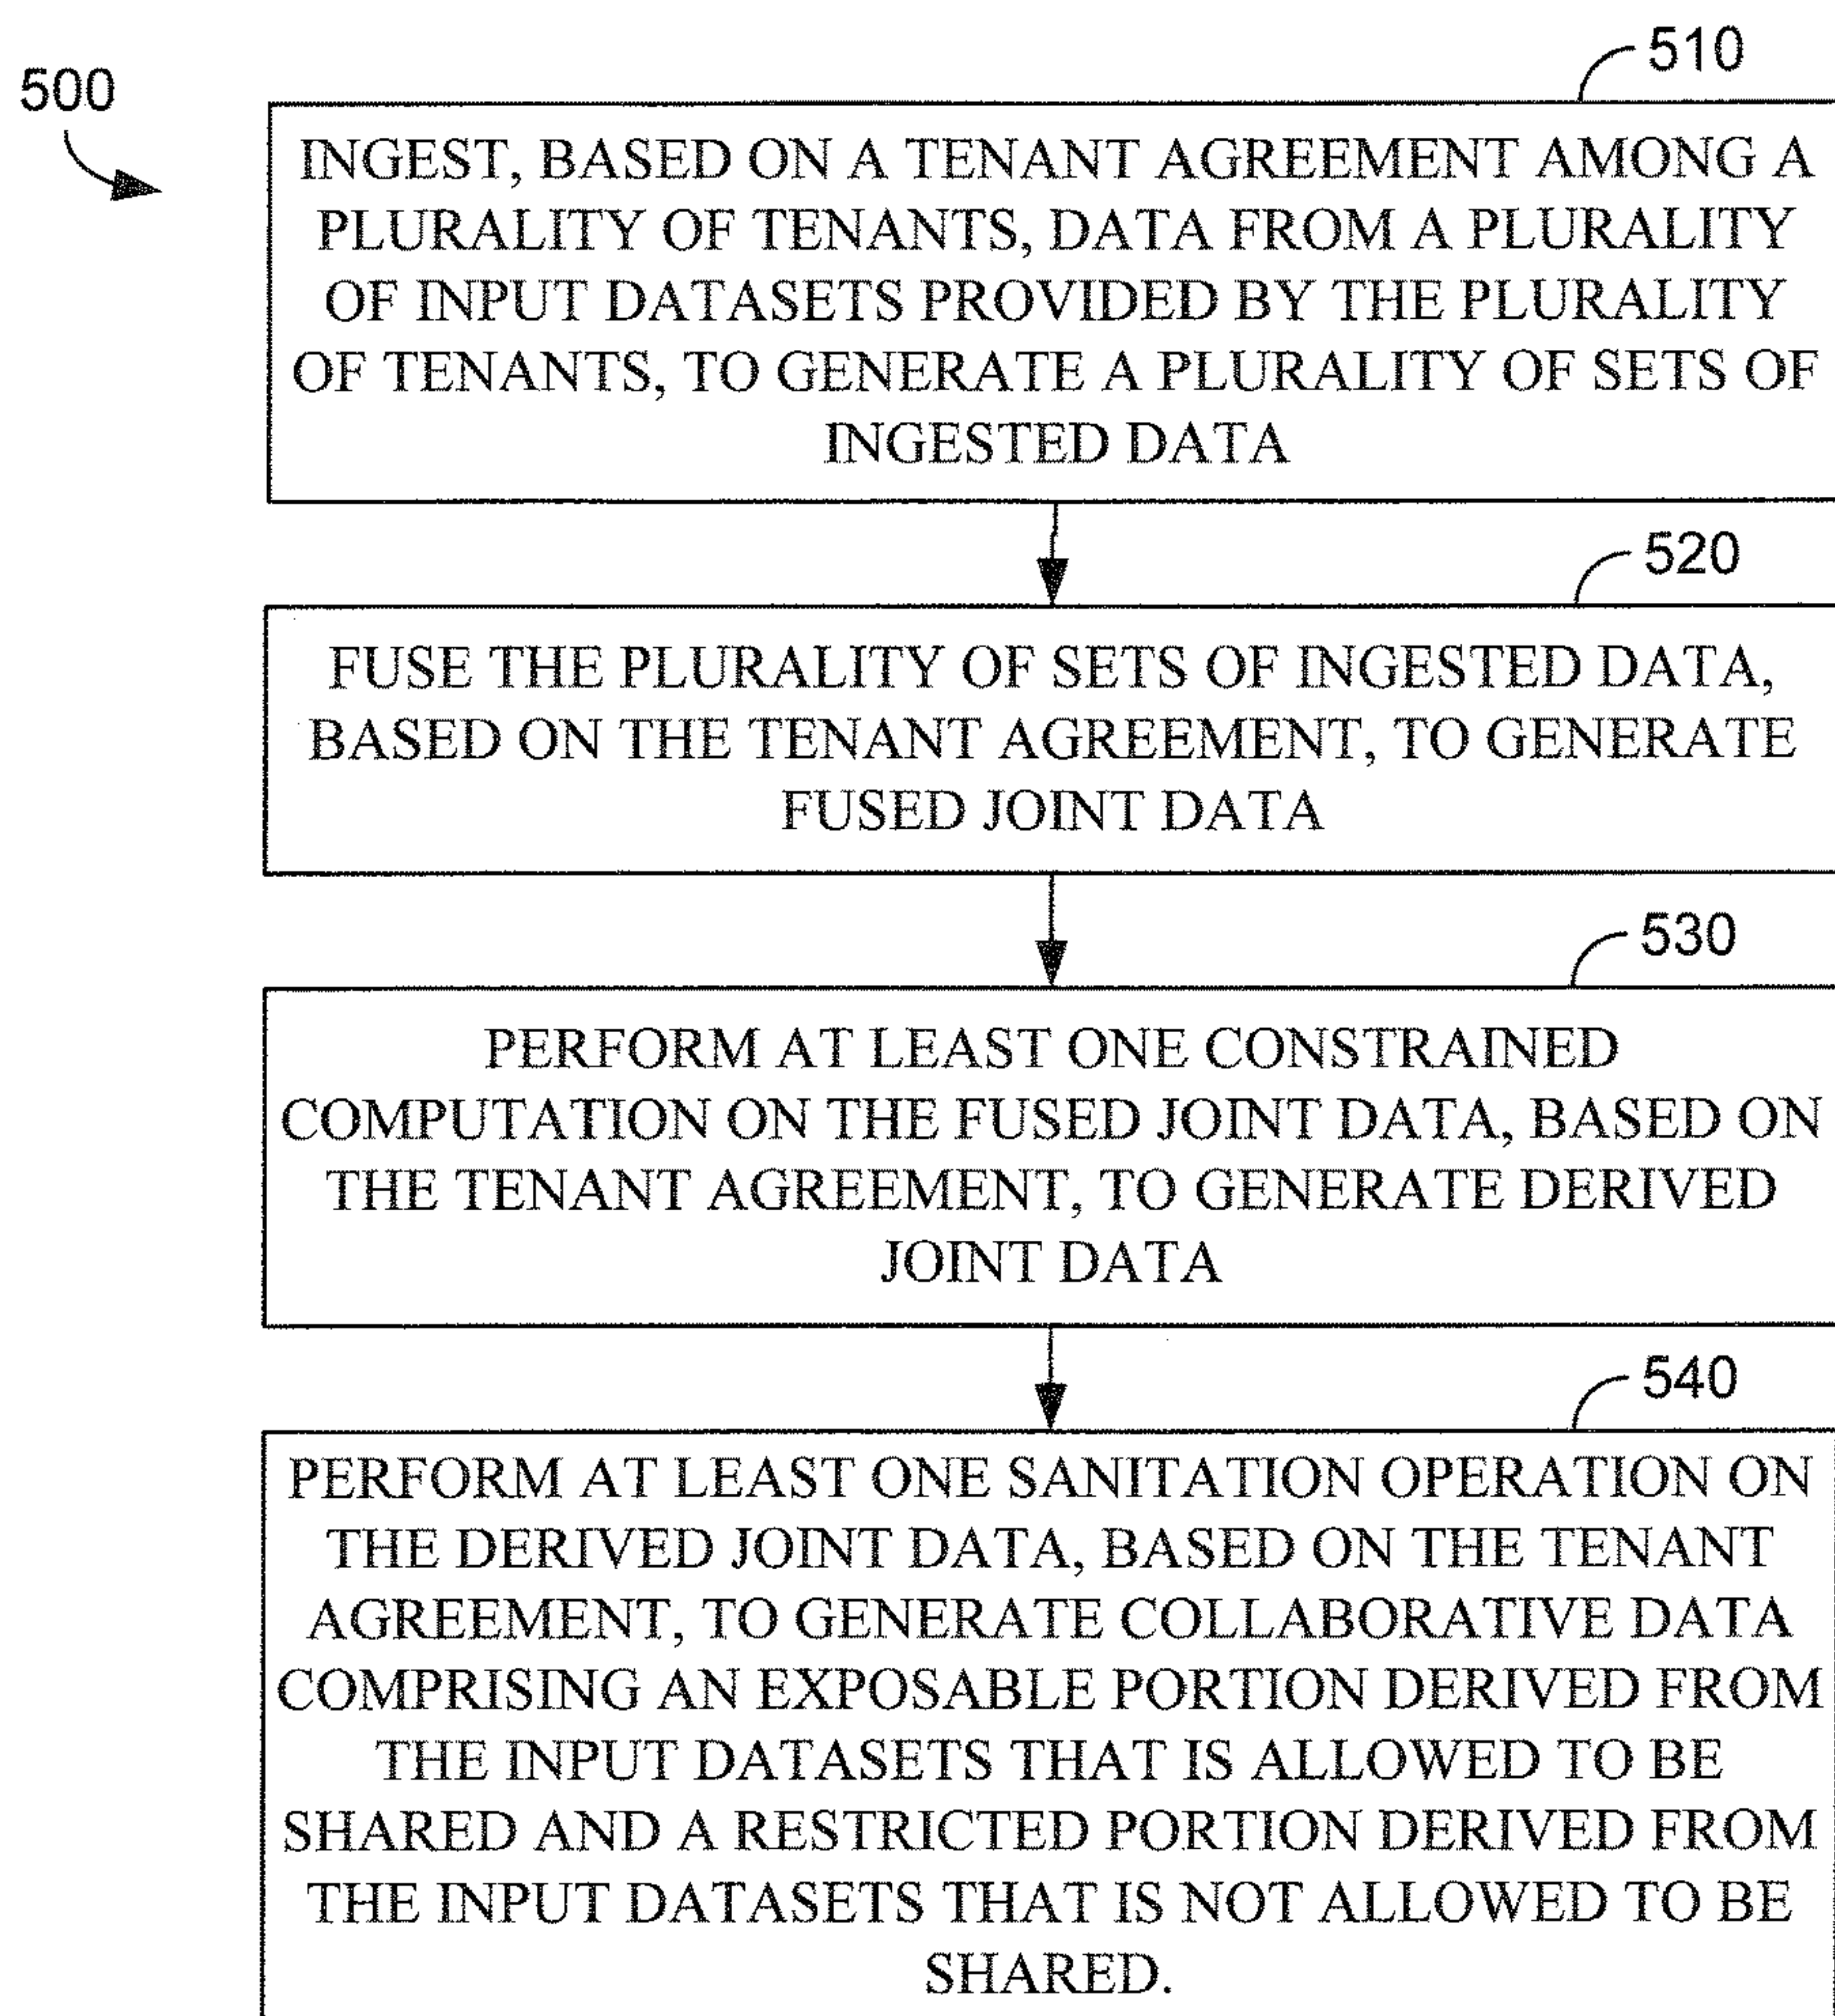 500
510
INGEST, BASED ON A TENANT AGREEMENT AMONG A
PLURALITY OF TENANTS, DATA FROM A PLURALITY
OF INPUT DATASETS PROVIDED BY THE PLURALITY
OF TENANTS, TO GENERATE A PLURALITY OF SETS OF
INGESTED DATA
520
FUSE THE PLURALITY OF SETS OF INGESTED DATA,
BASED ON THE TENANT AGREEMENT, TO GENERATE
FUSED JOINT DATA
530
PERFORM AT LEAST ONE CONSTRAINED
COMPUTATION ON THE FUSED JOINT DATA, BASED ON
THE TENANT AGREEMENT, TO GENERATE DERIVED
JOINT DATA
540
PERFORM AT LEAST ONE SANITATION OPERATION ON
THE DERIVED JOINT DATA, BASED ON THE TENANT
AGREEMENT, TO GENERATE COLLABORATIVE DATA
COMPRISING AN EXPOSABLE PORTION DERIVED FROM
THE INPUT DATASETS THAT IS ALLOWED TO BE
SHARED AND A RESTRICTED PORTION DERIVED FROM
THE INPUT DATASETS THAT IS NOT ALLOWED TO BE
SHARED.